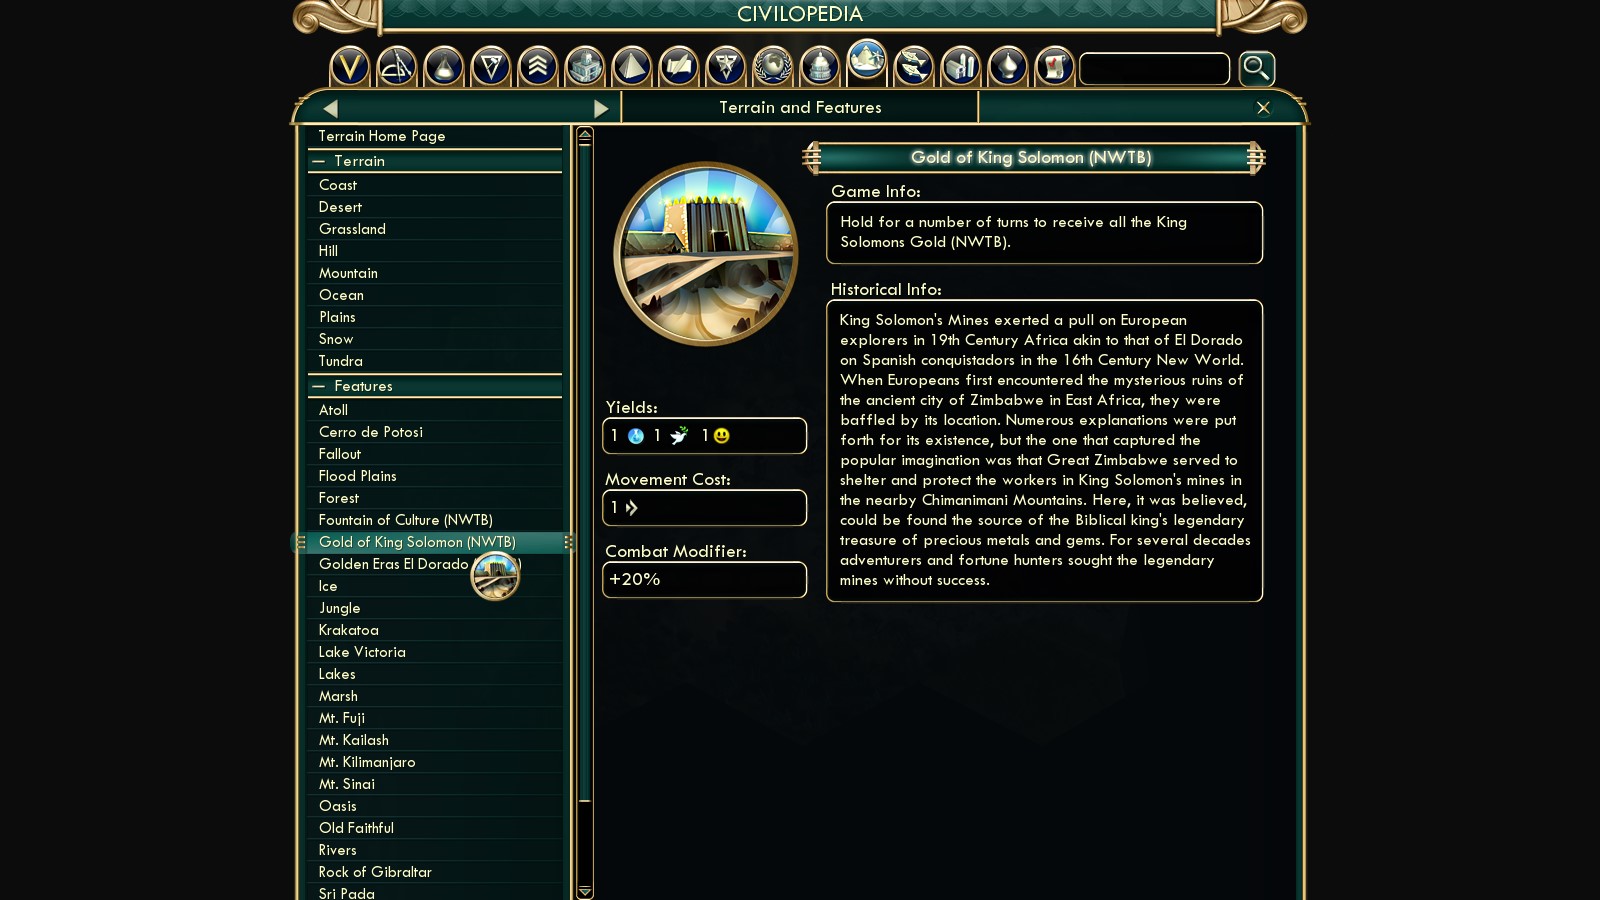 CIVILOPEDIA
Terrain and Features
Terrain Home Page
Terrain
Coast
Desert
Grassland
Hill
Mountain
Ocean
Plains
Snow
Tundra
Features
Atoll
Cerro de Potosi
Fallout
Flood Plains
Forest
Fountain of Culture (NWTB)
Gold of King Solomon (NWTB)
Golden Eras El Dorado
Ice
Jungle
Krakatoa
Lake Victoria
Lakes
Marsh
Mt. Fuji
Mt. Kailash
Mt. Kilimanjaro
Mt. Sinai
Oasis
Old Faithful
Rivers
Rock of Gibraltar
Sri Pada
Yields:
1 1 1
Movement Cost:
1
Combat Modifier:
+20%
Gold of King Solomon (NWTB)
Game Info:
Hold for a number of turns to receive all the King
Solomons Gold (NWTB).
Historical Info:
King Solomon's Mines exerted a pull on European
explorers in 19th Century Africa akin to that of El Dorado
on Spanish conquistadors in the 16th Century New World.
When Europeans first encountered the mysterious ruins of
the ancient city of Zimbabwe in East Africa, they were
baffled by its location. Numerous explanations were put
forth for its existence, but the one that captured the
popular imagination was that Great Zimbabwe served to
shelter and protect the workers in King Solomon's mines in
the nearby Chimanimani Mountains. Here, it was believed,
could be found the source of the Biblical king's legendary
treasure of precious metals and gems. For several decades
adventurers and fortune hunters sought the legendary
mines without success.